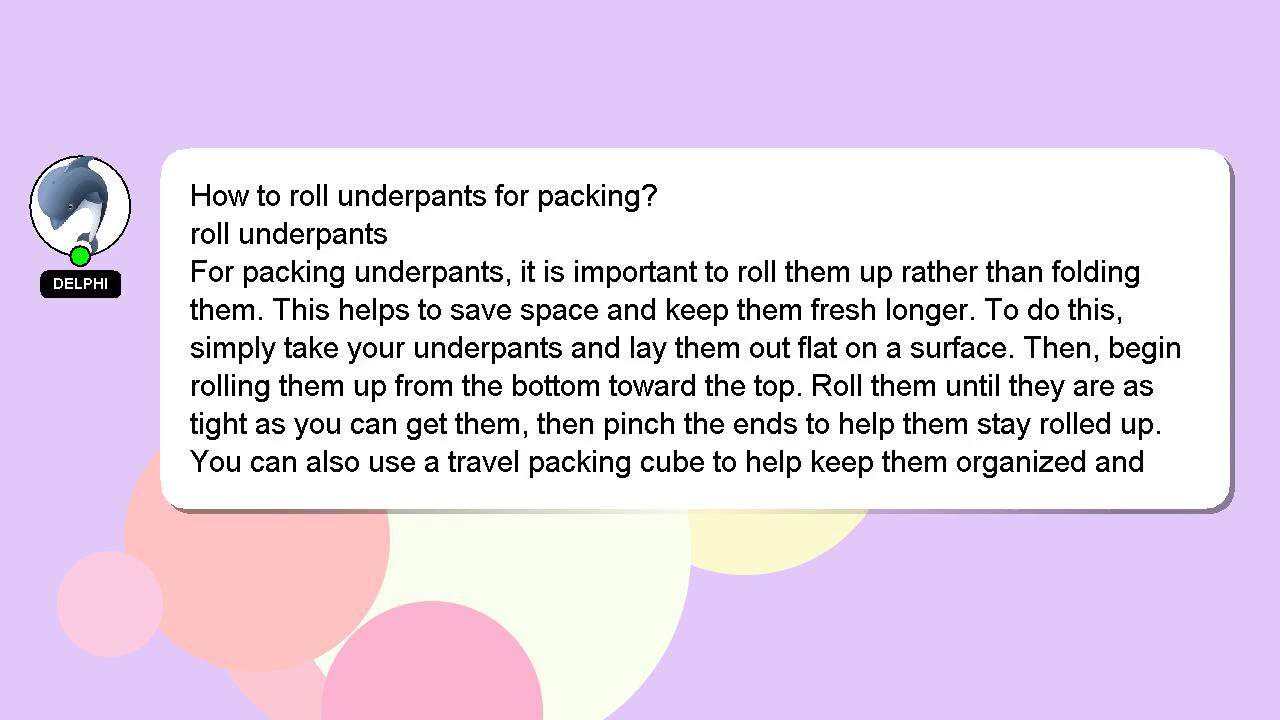 How to roll underpants for packing?
roll underpants
For packing underpants, it is important to roll them up rather than folding
them. This helps to save space and keep them fresh longer. To do this,
simply take your underpants and lay them out flat on a surface. Then, begin
rolling them up from the bottom toward the top. Roll them until they are as
tight as you can get them, then pinch the ends to help them stay rolled up.
You can also use a travel packing cube to help keep them organized and
DELPHI